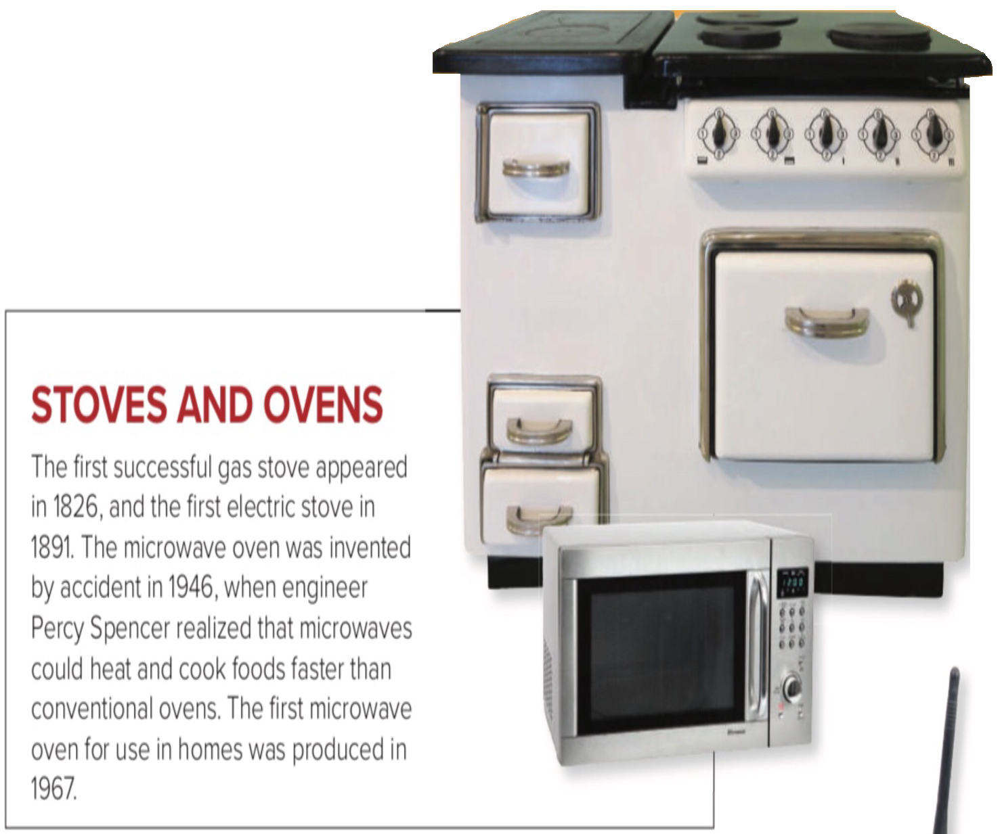 STOVES AND OVENS
The first successful gas stove appeared
in 1826, and the first electric stove in
1891. The microwave oven was invented
by accident in 1946, when engineer
Percy Spencer realized that microwaves
could heat and cook foods faster than
conventional ovens. The first microwave
oven for use in homes was produced in
1967.
12:00